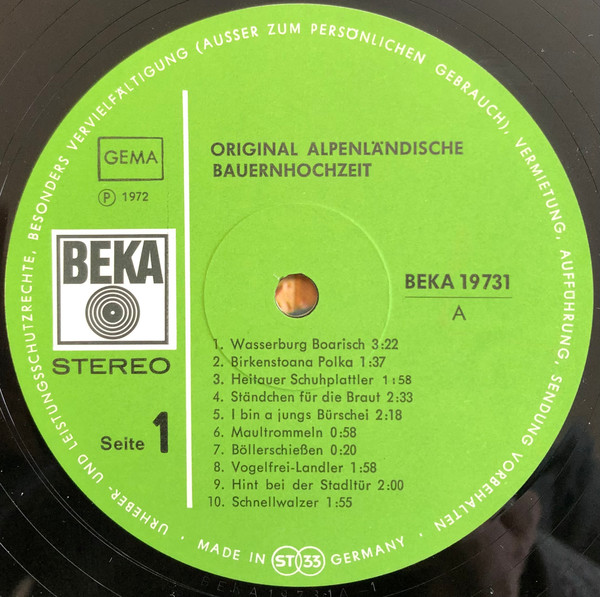 URHEBER- UND LEISTUNGSSCHUTZRECHTE, BESONDERS VERVIELFÄLTIGUNG (AUSSER ZUM PERSÖNLICHEN GEBRAUCH), VERMIETUNG, AUFFÜHRUNG, SENDUNG VORBEHALTEN
GEMA
Ⓟ 1972
ORIGINAL ALPENLÄNDISCHE
BAUERNHOCHZEIT
BEKA
STEREO
BEKA 19731
A
Seite 1
1. Wasserburg Boarisch 3:22
2. Birkenstoana Polka 1:37
3. Heitauer Schuhplattler 1:58
4. Ständchen für die Braut 2:33
5. I bin a jungs Bürschei 2:18
6. Maultrommeln 0:58
7. Böllerschießen 0:20
8. Vogelfrei-Landler 1:58
9. Hint bei der Stadltür 2:00
10. Schnellwalzer 1:55
· MADE IN ST 33 GERMANY ·
BEKA 19731A-1